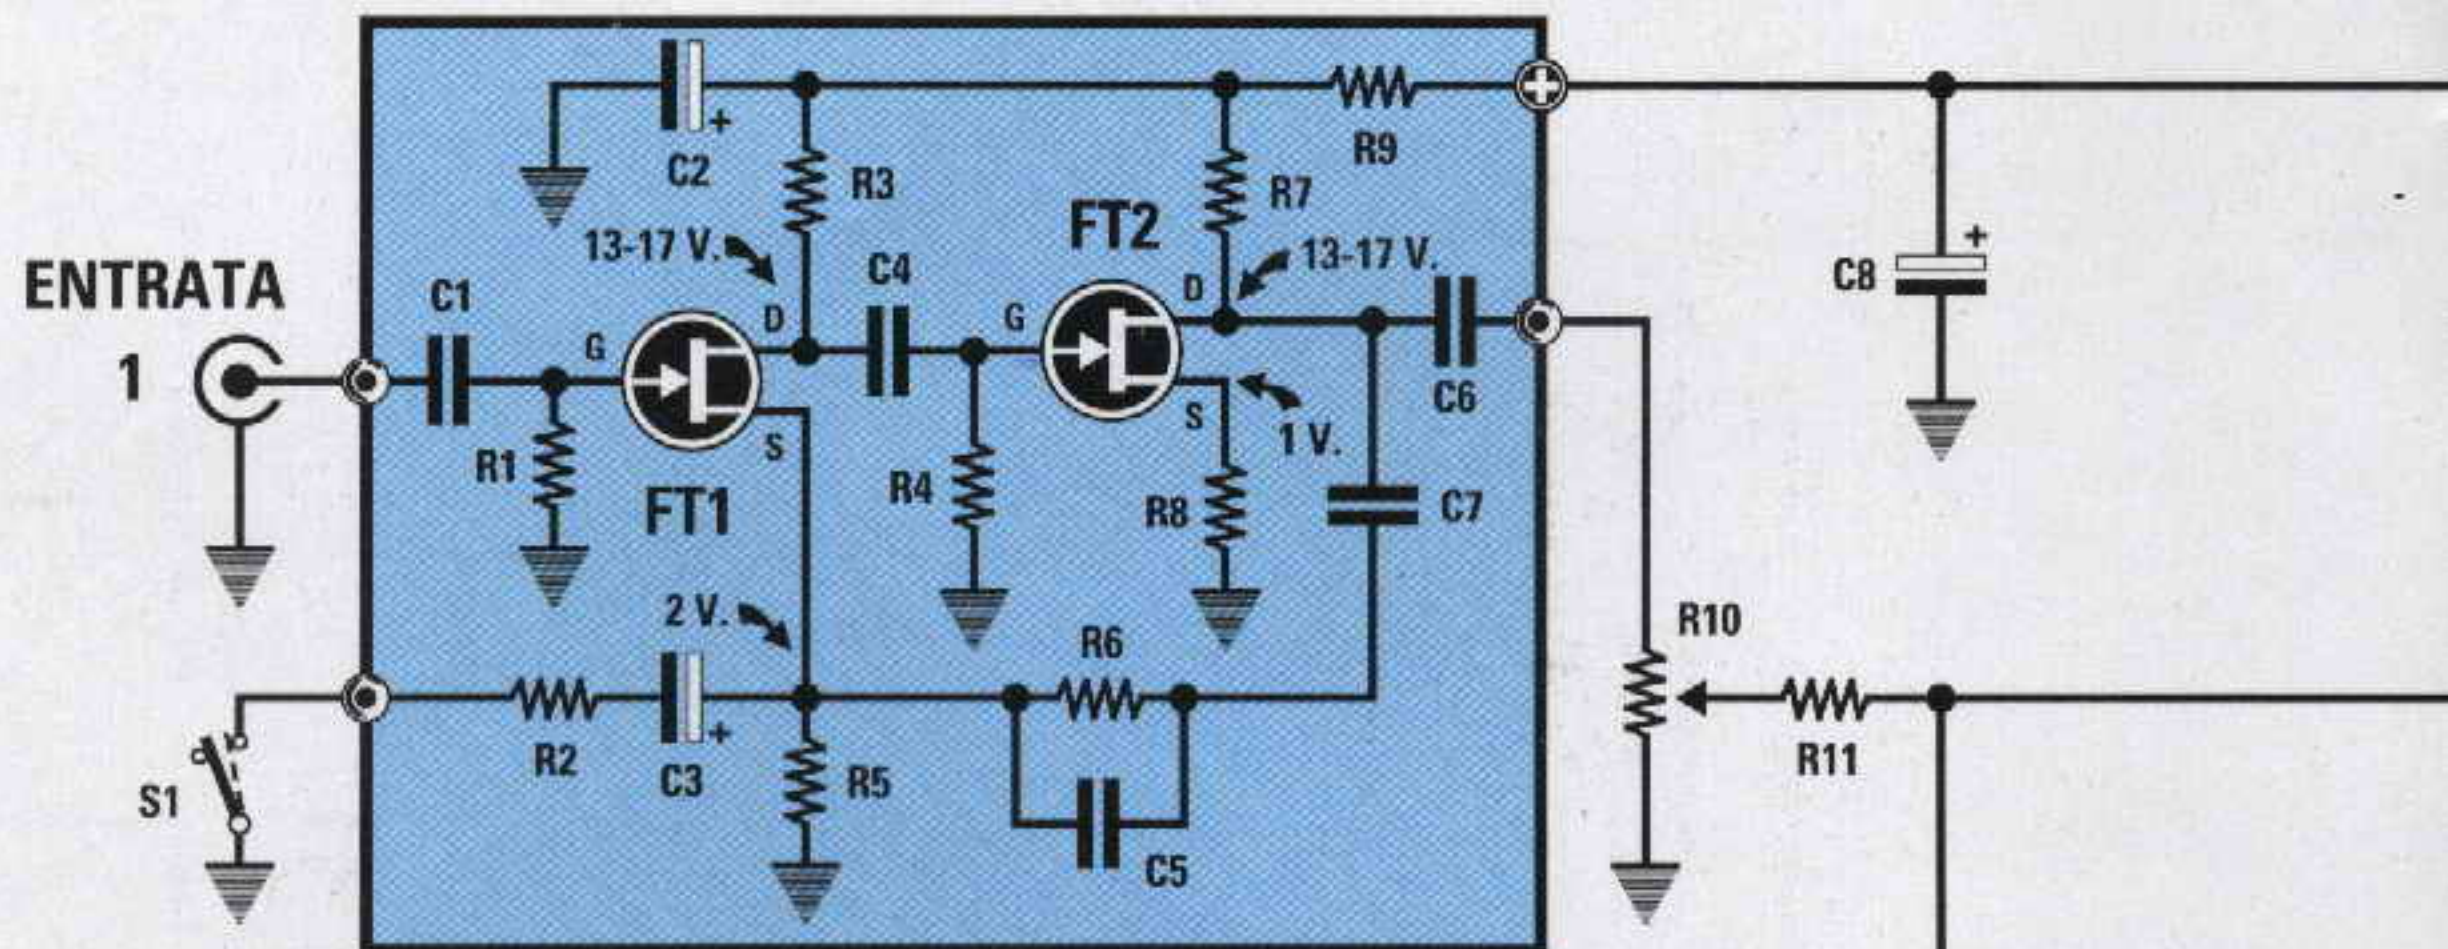 C2
+
R3
R9
R7
FT2
13-17 V.
13-17 V.
ENTRATA
1
C1
C4
C8
+
G
D
G
D
S
S
C6
1 V.
R1
FT1
R4
R8
C7
2 V.
R6
R10
S1
R2
C3
+
R5
C5
R11